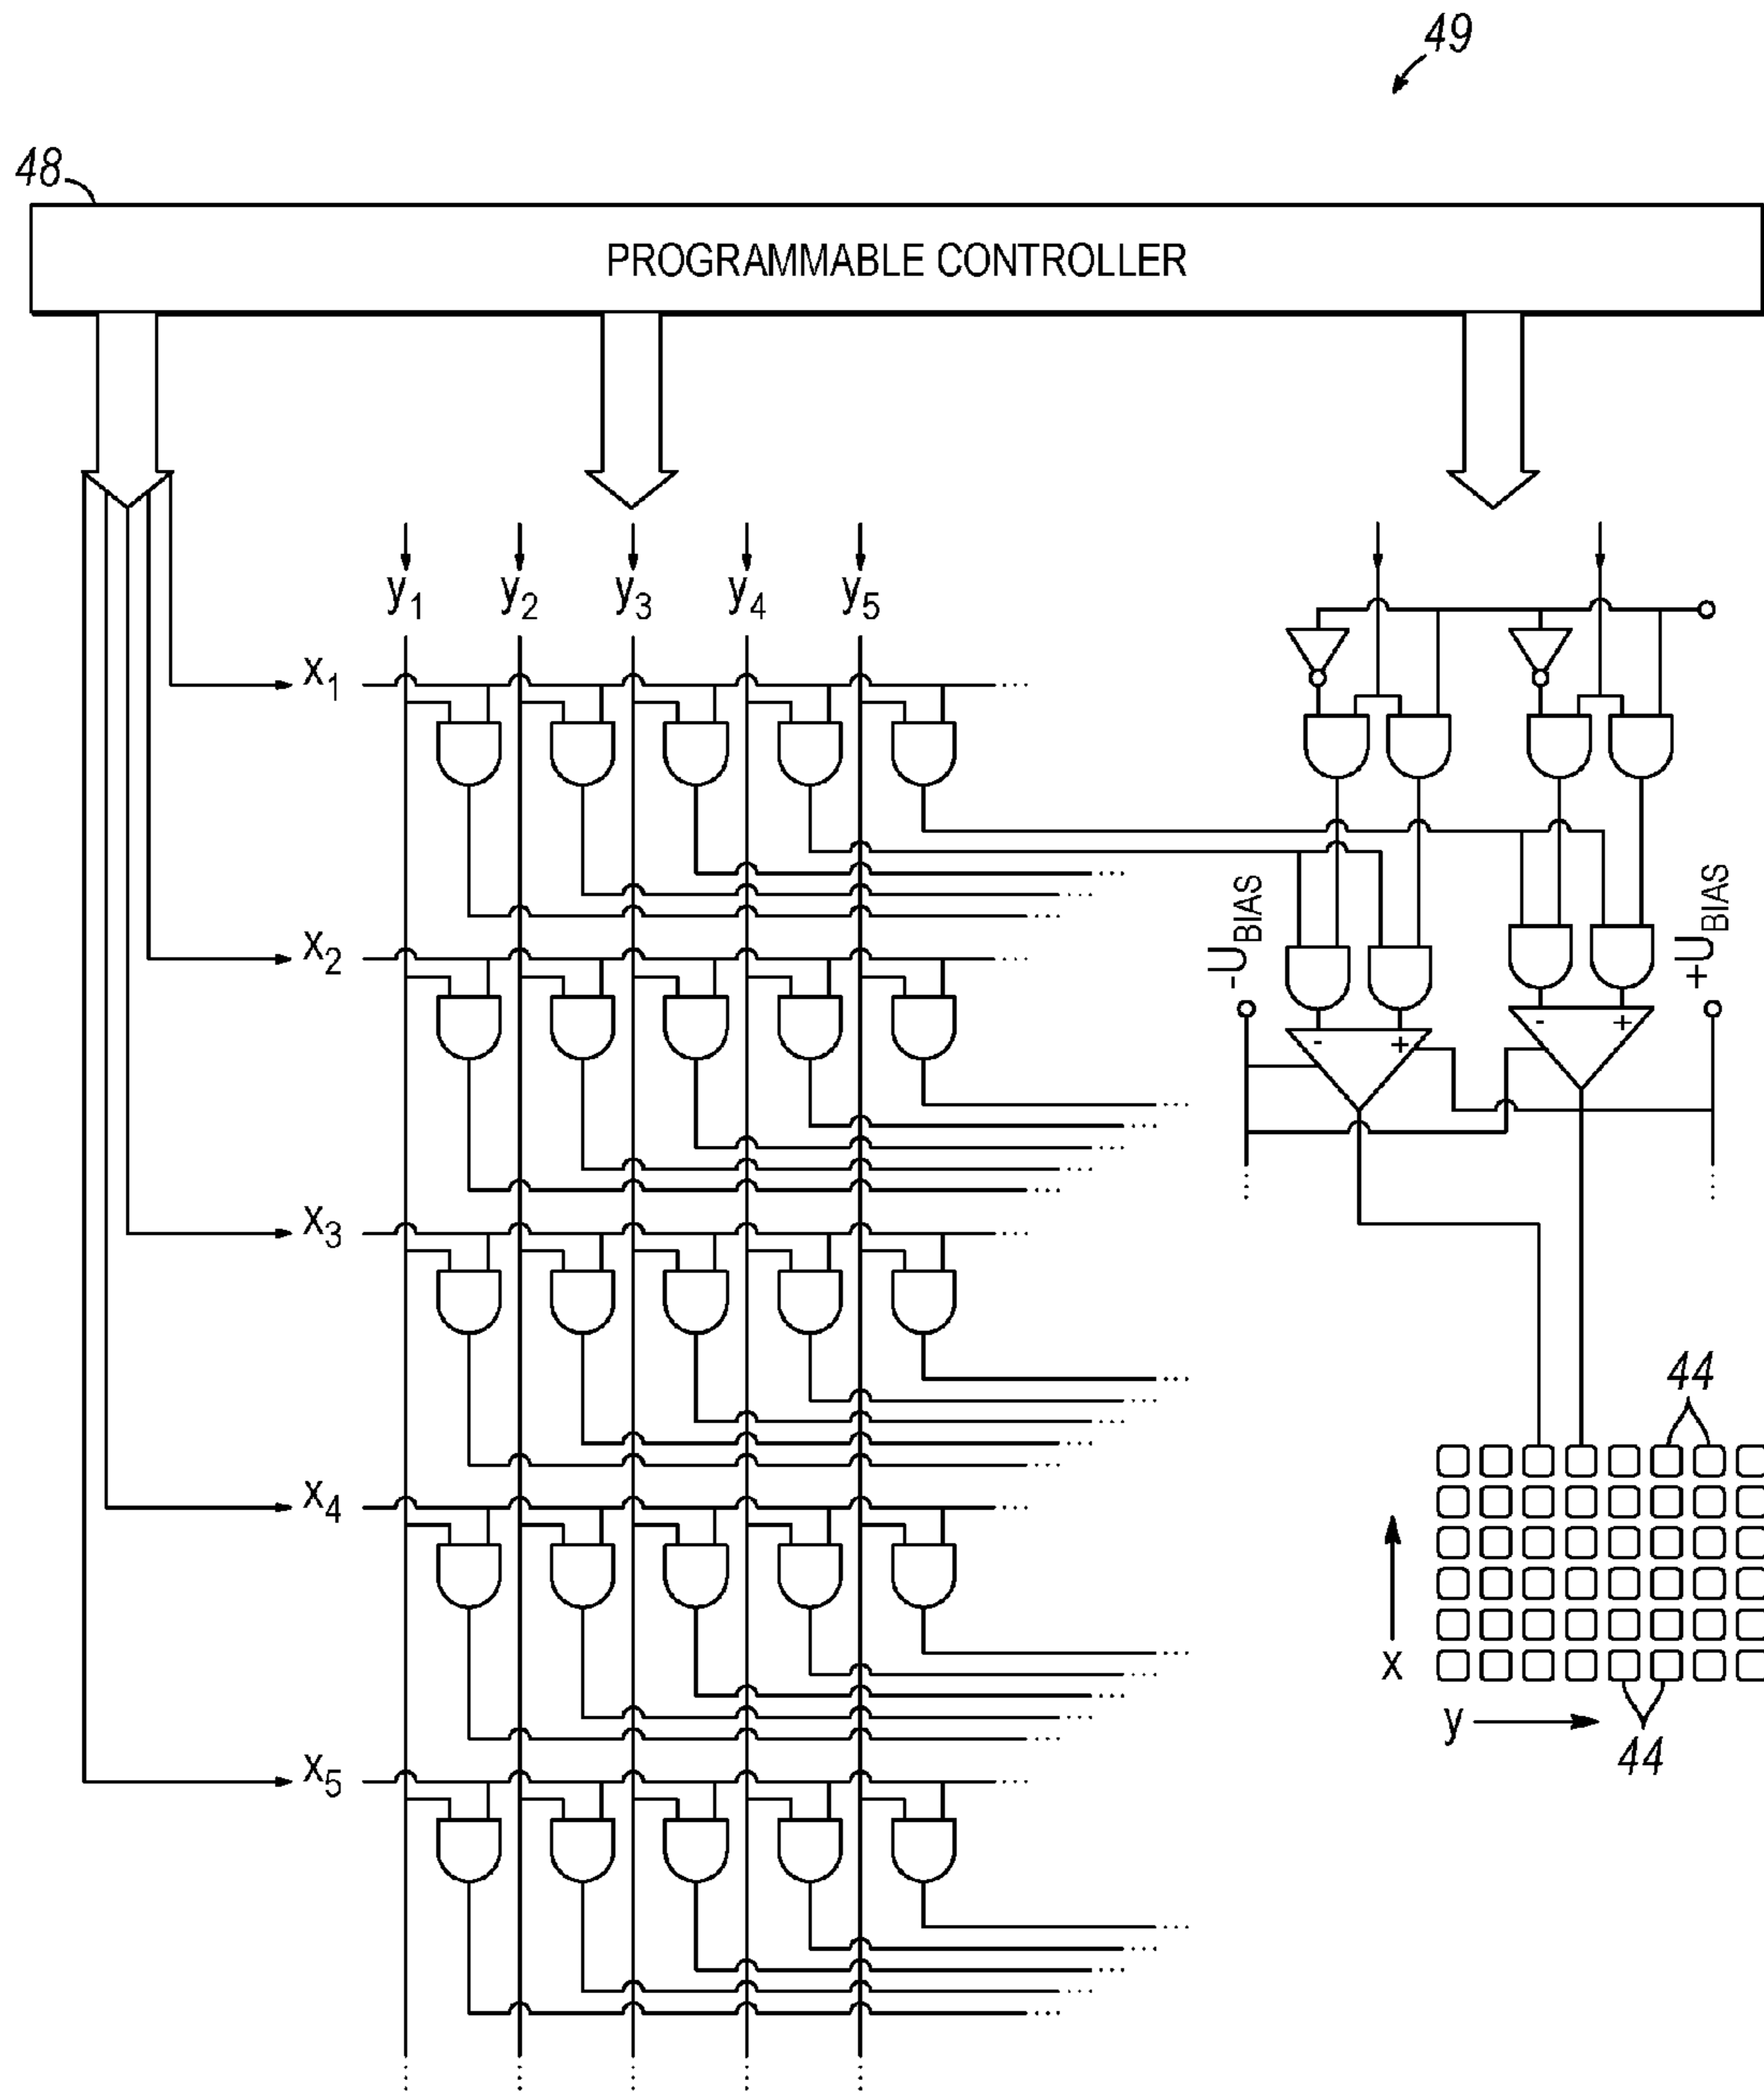 49
48
PROGRAMMABLE CONTROLLER
y1 y2 y3 y4 y5
x1
-UBIAS
+UBIAS
x2
- +
- +
x3
44
x4
x
y
44
x5